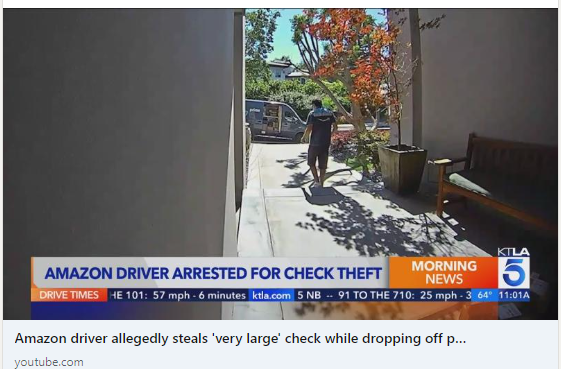 KTLA
5
AMAZON DRIVER ARRESTED FOR CHECK THEFT
MORNING
NEWS
DRIVE TIMES HE 101: 57 mph - 6 minutes ktla.com 5 NB -- 91 TO THE 710: 25 mph - 3 64° 11:01A
Amazon driver allegedly steals 'very large' check while dropping off p...
youtube.com